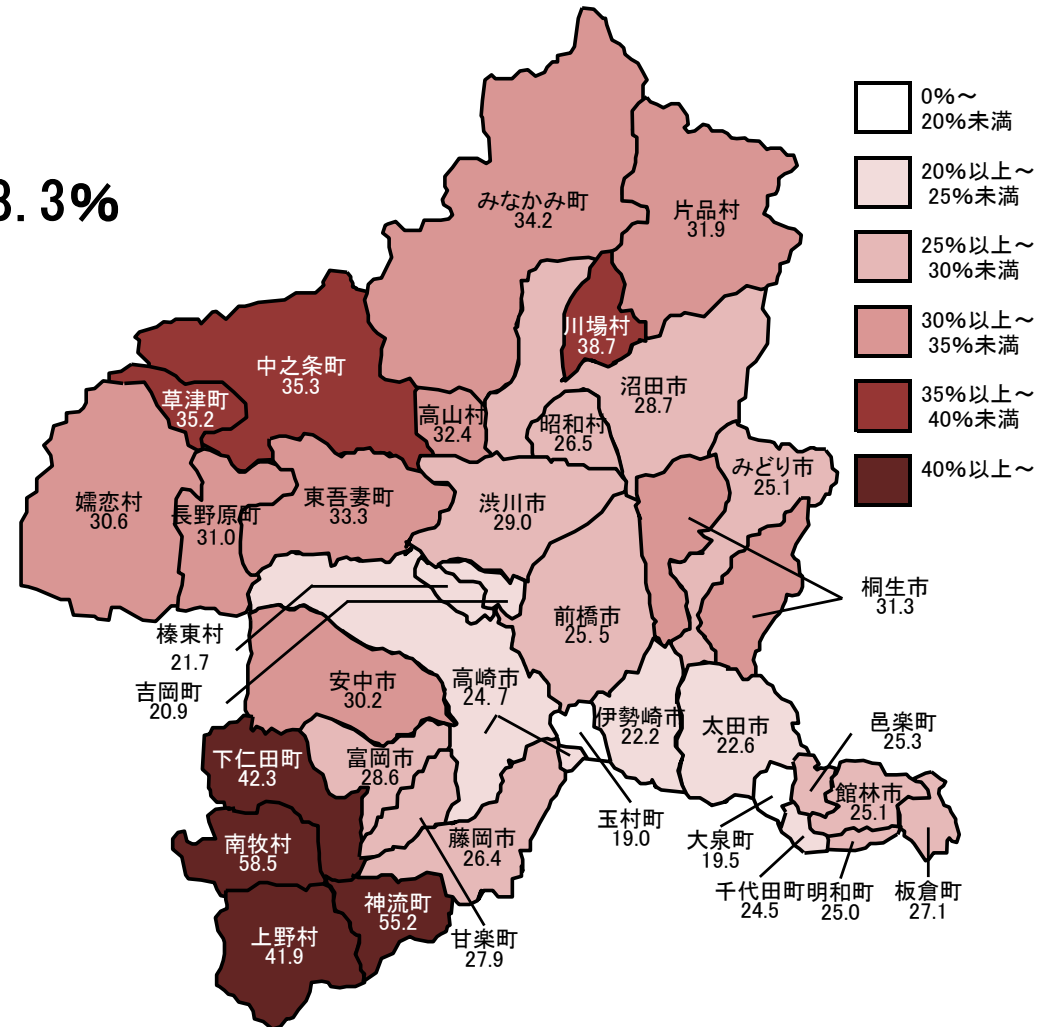 3.3%
0%～
20%未満
20%以上～
25%未満
25%以上～
30%未満
30%以上～
35%未満
35%以上～
40%未満
40%以上～
みなかみ町
34.2
片品村
31.9
川場村
38.7
中之条町
35.3
草津町
35.2
高山村
32.4
沼田市
28.7
昭和村
26.5
みどり市
25.1
嬬恋村
30.6
長野原町
31.0
東吾妻町
33.3
渋川市
29.0
桐生市
31.3
前橋市
25.5
榛東村
21.7
吉岡町
20.9
安中市
30.2
高崎市
24.7
伊勢崎市
22.2
太田市
22.6
邑楽町
25.3
下仁田町
42.3
富岡市
28.6
館林市
25.1
玉村町
19.0
大泉町
19.5
南牧村
58.5
藤岡市
26.4
千代田町
24.5
明和町
25.0
板倉町
27.1
神流町
55.2
甘楽町
27.9
上野村
41.9